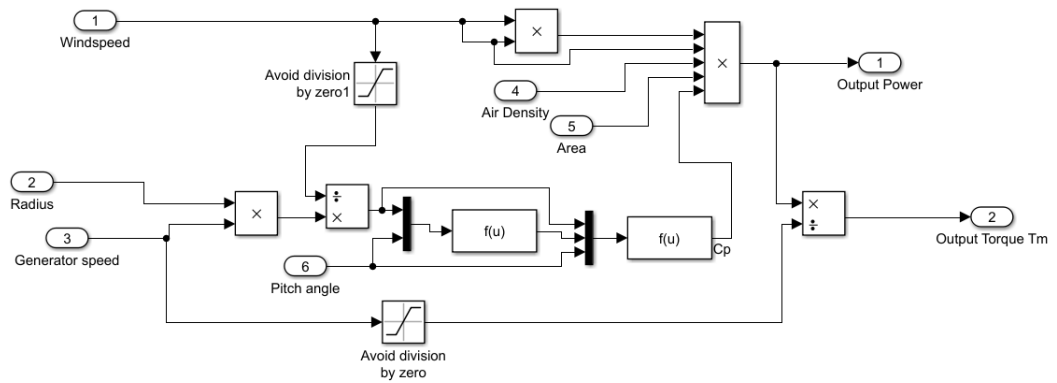 1
Windspeed
×
Avoid division
by zero1
4
Air Density
5
Area
×
1
Output Power
2
Radius
3
Generator speed
×
÷
×
6
Pitch angle
f(u)
f(u)
Cp
×
÷
2
Output Torque Tm
Avoid division
by zero